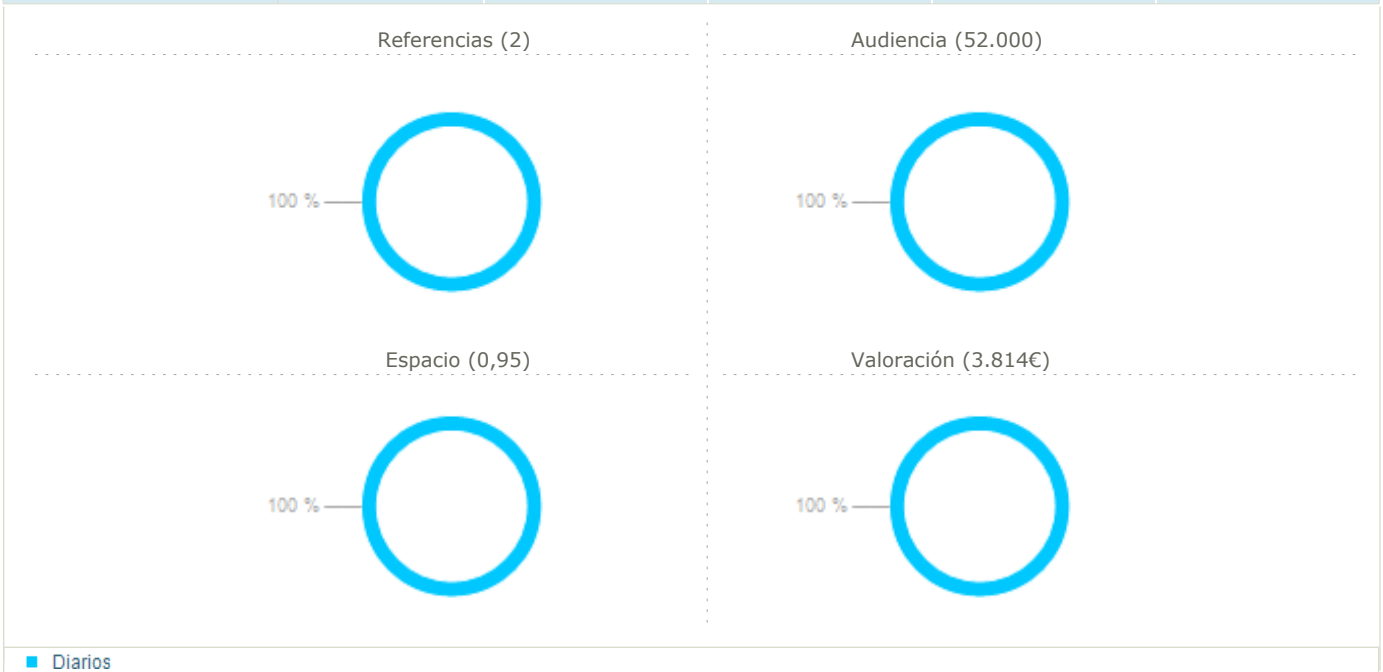 Referencias (2)
Audiencia (52.000)
100 %
100 %
Espacio (0,95)
Valoración (3.814€)
100 %
100 %
Diarios